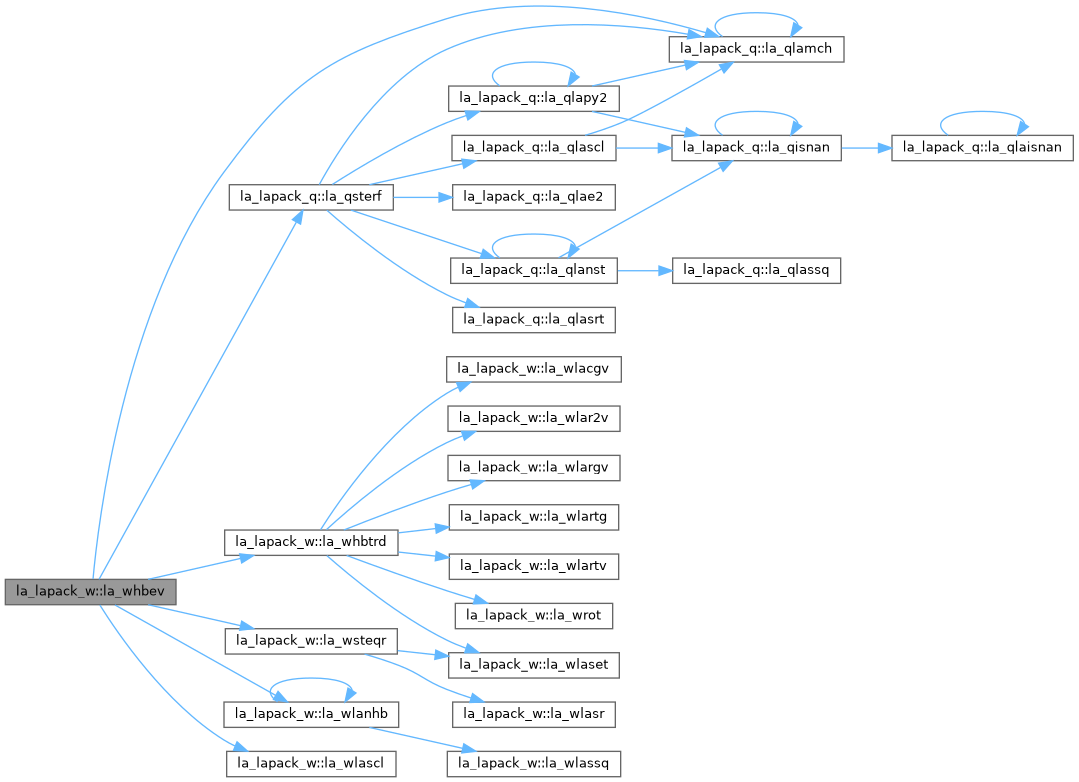 la_lapack_q::la_qlamch
la_lapack_q::la_qlapy2
la_lapack_q::la_qlascl
la_lapack_q::la_qisnan
la_lapack_q::la_qlaisnan
la_lapack_q::la_qsterf
la_lapack_q::la_qlae2
la_lapack_q::la_qlanst
la_lapack_q::la_qlassq
la_lapack_q::la_qlasrt
la_lapack_w::la_wlacgv
la_lapack_w::la_wlar2v
la_lapack_w::la_wlargv
la_lapack_w::la_wlartg
la_lapack_w::la_whbtrd
la_lapack_w::la_wlartv
la_lapack_w::la_whbev
la_lapack_w::la_wrot
la_lapack_w::la_wsteqr
la_lapack_w::la_wlaset
la_lapack_w::la_wlanhb
la_lapack_w::la_wlasr
la_lapack_w::la_wlascl
la_lapack_w::la_wlassq